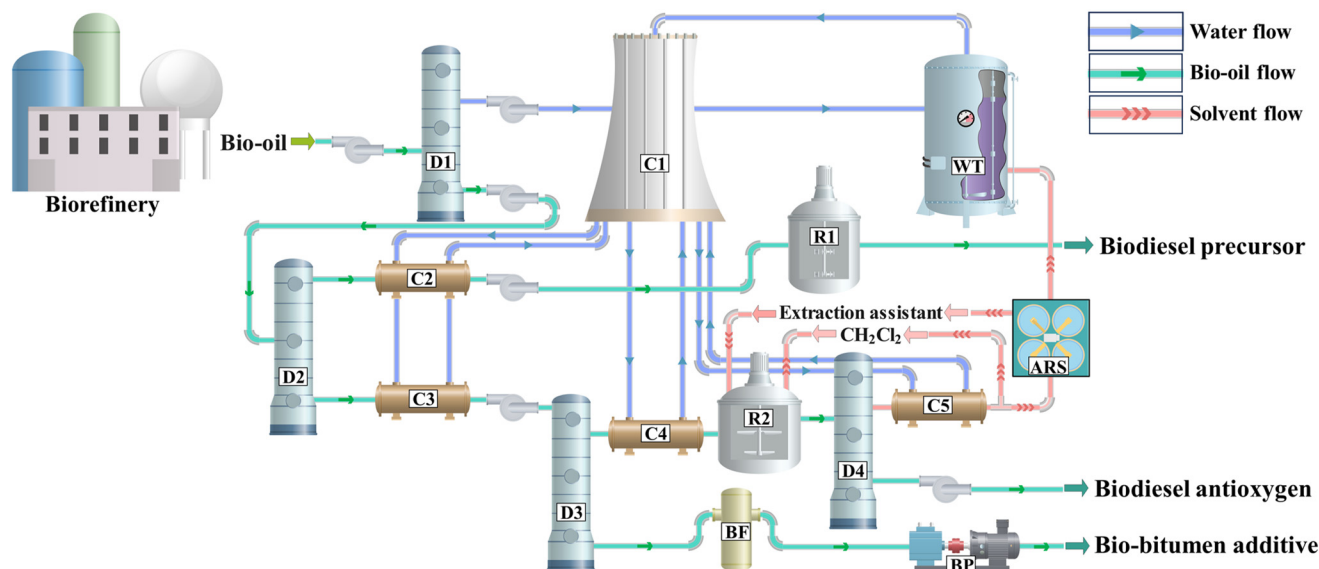 Water flow
Bio-oil flow
Solvent flow
Bio-oil
D1
C1
WT
Biorefinery
R1
Biodiesel precursor
C2
Extraction assistant
CH₂Cl₂
ARS
D2
C3
C5
R2
C4
D4
Biodiesel antioxygen
D3
BF
Bio-bitumen additive
BP